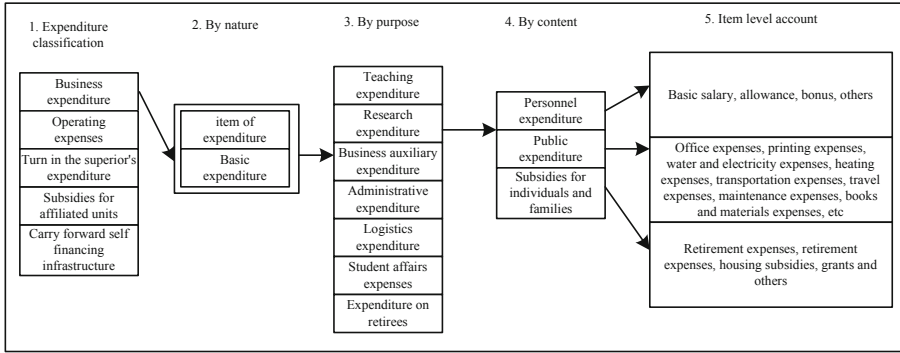 1. Expenditure
classification
2. By nature
3. By purpose
4. By content
5. Item level account
Business
expenditure
Operating
expenses
Turn in the superior's
expenditure
Subsidies for
affiliated units
Carry forward self
financing
infrastructure
item of
expenditure
Basic
expenditure
Teaching
expenditure
Research
expenditure
Business auxiliary
expenditure
Administrative
expenditure
Logistics
expenditure
Student affairs
expenses
Expenditure on
retirees
Personnel
expenditure
Public
expenditure
Subsidies for
individuals and
families
Basic salary, allowance, bonus, others
Office expenses, printing expenses,
water and electricity expenses, heating
expenses, transportation expenses, travel
expenses, maintenance expenses, books
and materials expenses, etc
Retirement expenses, retirement
expenses, housing subsidies, grants and
others